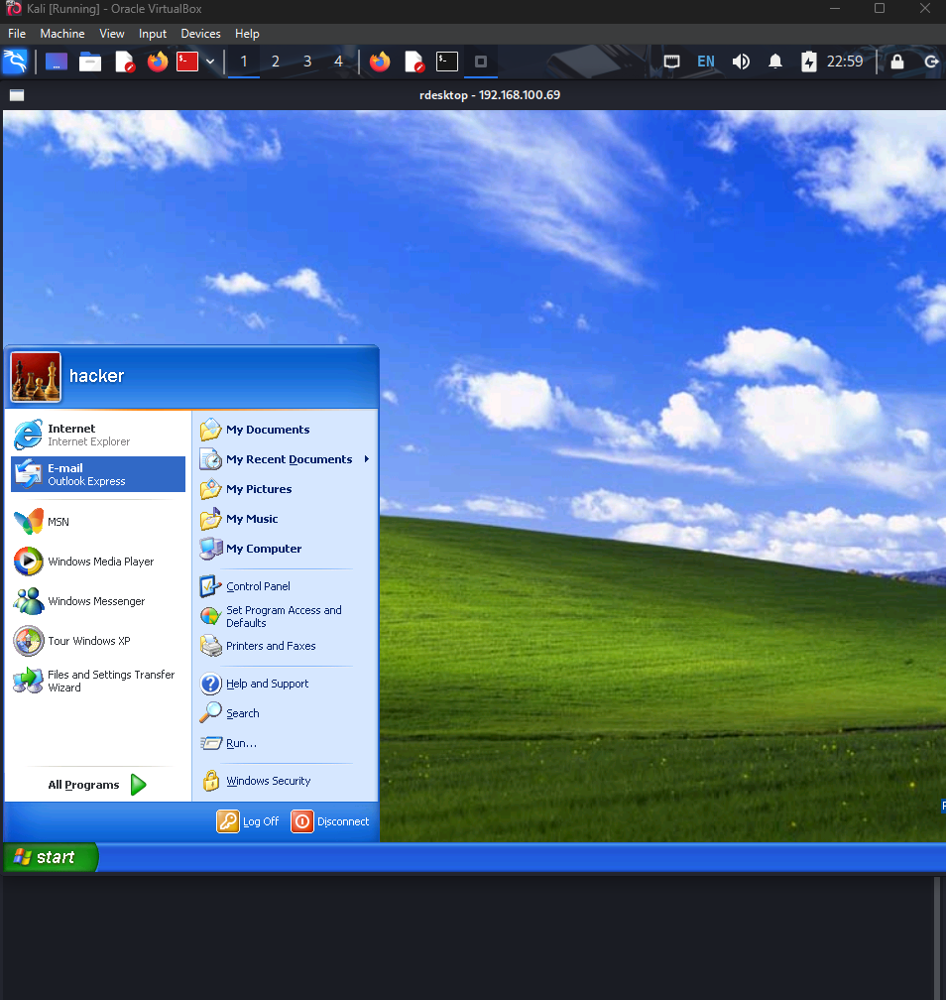 Kali [Running] - Oracle VirtualBox
File Machine View Input Devices Help
1 2 3 4 EN 22:59
rdesktop - 192.168.100.69
hacker
Internet
Internet Explorer
E-mail
Outlook Express
MSN
Windows Media Player
Windows Messenger
Tour Windows XP
Files and Settings Transfer
Wizard
All Programs
My Documents
My Recent Documents
My Pictures
My Music
My Computer
Control Panel
Set Program Access and
Defaults
Printers and Faxes
Help and Support
Search
Run...
Windows Security
Log Off Disconnect
start